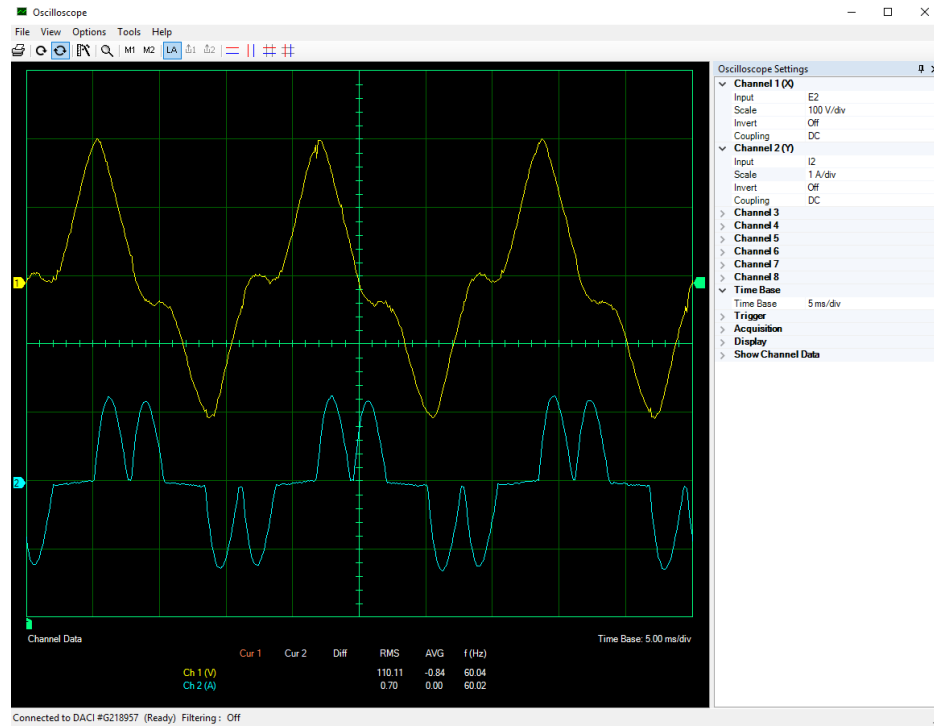 Oscilloscope
File View Options Tools Help
M1 M2 LA 1 2
Oscilloscope Settings
Channel 1 (X)
Input E2
Scale 100 V/div
Invert Off
Coupling DC
Channel 2 (Y)
Input I2
Scale 1 A/div
Invert Off
Coupling DC
Channel 3
Channel 4
Channel 5
Channel 6
Channel 7
Channel 8
Time Base
Time Base 5 ms/div
Trigger
Acquisition
Display
Show Channel Data
1
2
Channel Data Time Base: 5.00 ms/div
Cur 1 Cur 2 Diff RMS AVG f (Hz)
Ch 1 (V) 110.11 -0.84 60.04
Ch 2 (A) 0.70 0.00 60.02
Connected to DACI #G218957 (Ready) Filtering : Off